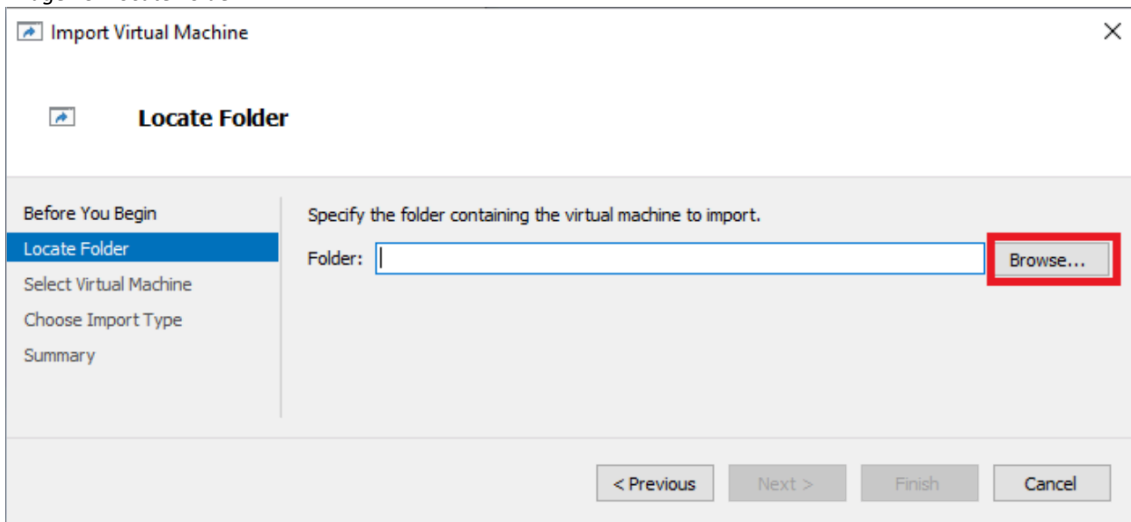 Import Virtual Machine
Locate Folder
Before You Begin
Specify the folder containing the virtual machine to import.
Locate Folder
Folder:
Browse...
Select Virtual Machine
Choose Import Type
Summary
< Previous
Next >
Finish
Cancel